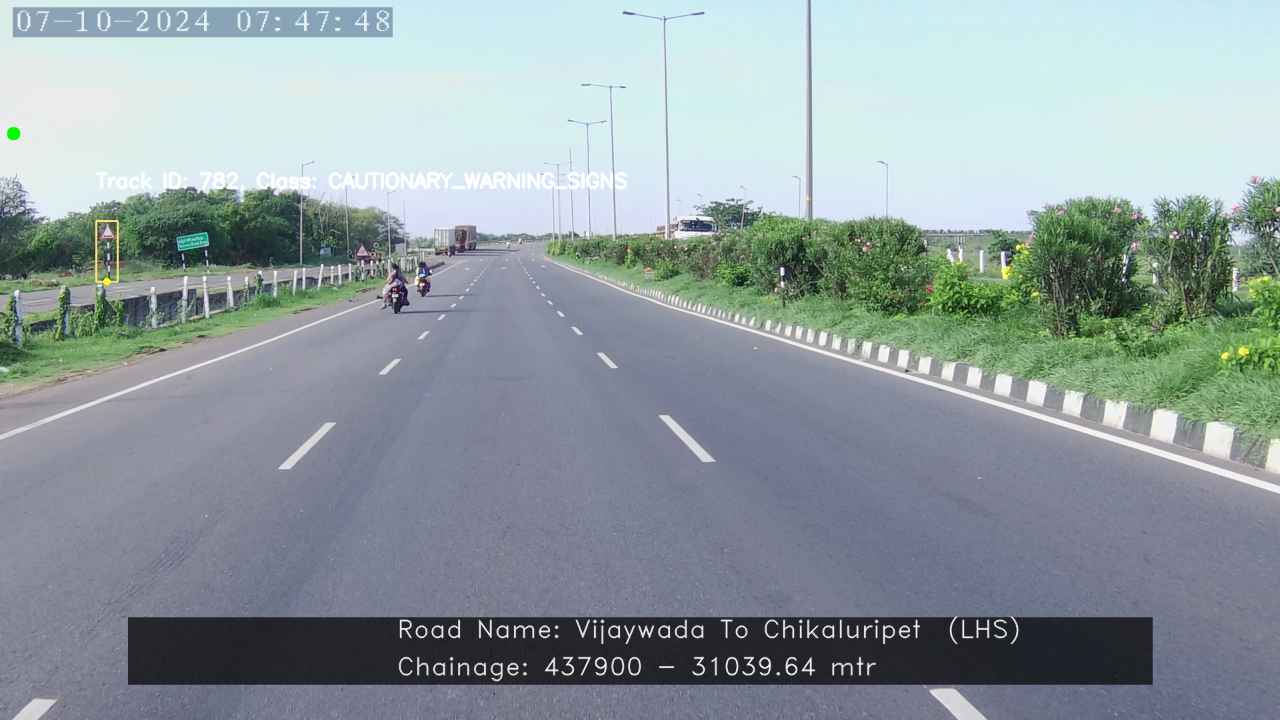 07-10-2024 07:47:48
Track ID: 782, Class: CAUTIONARY_WARNING_SIGNS
Road Name: Vijaywada To Chikaluripet (LHS)
Chainage: 437900 - 31039.64 mtr